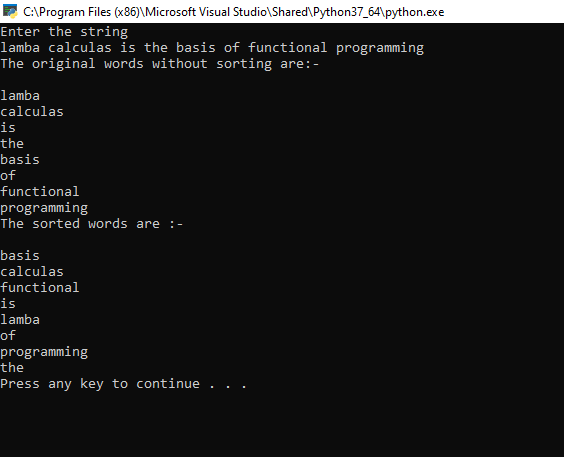 C:\Program Files (x86)\Microsoft Visual Studio\Shared\Python37_64\python.exe
Enter the string
lamba calculas is the basis of functional programming
The original words without sorting are:-
lamba
calculas
is
the
basis
of
functional
programming
The sorted words are :-
basis
calculas
functional
is
lamba
of
programming
the
Press any key to continue . . .